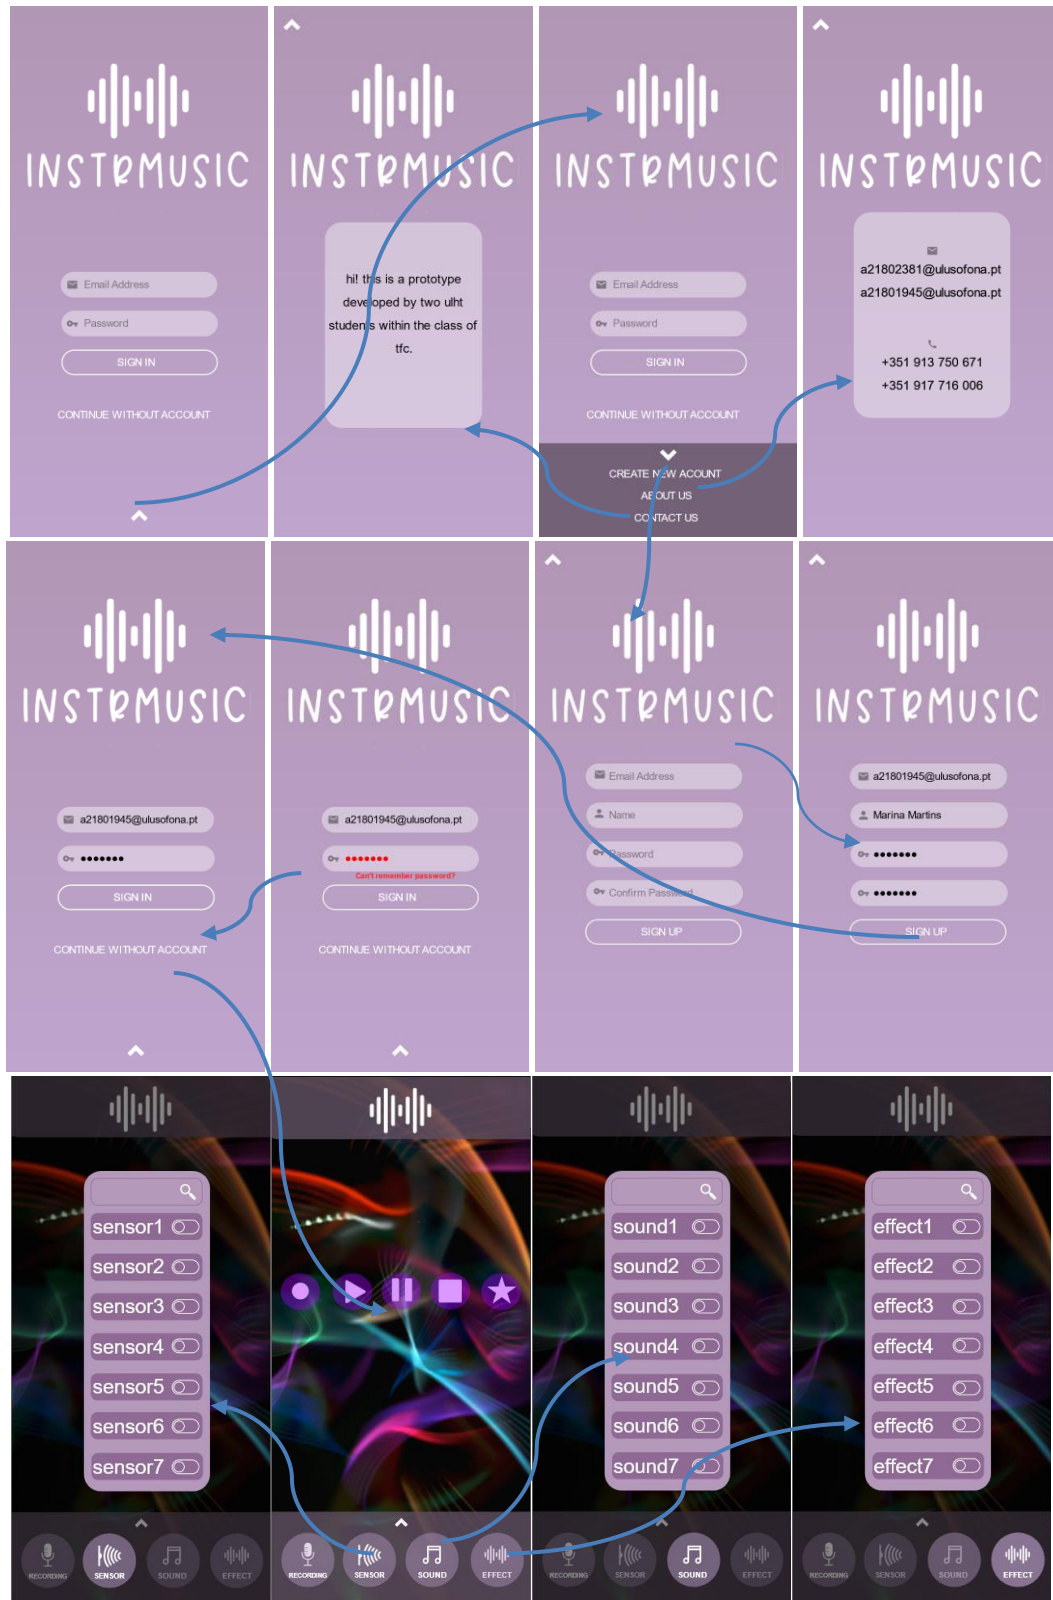 INSTRMUSIC
Email Address
Password
SIGN IN
CONTINUE WITHOUT ACCOUNT
INSTRMUSIC
hi! this is a prototype
developed by two ulht
students within the class of
tfc.
INSTRMUSIC
Email Address
Password
SIGN IN
CONTINUE WITHOUT ACCOUNT
CREATE NEW ACOUNT
ABOUT US
CONTACT US
INSTRMUSIC
a21802381@ulusofona.pt
a21801945@ulusofona.pt
+351 913 750 671
+351 917 716 006
INSTRMUSIC
a21801945@ulusofona.pt
SIGN IN
CONTINUE WITHOUT ACCOUNT
INSTRMUSIC
a21801945@ulusofona.pt
Can't remember password?
SIGN IN
CONTINUE WITHOUT ACCOUNT
INSTRMUSIC
Email Address
Name
Password
Confirm Password
SIGN UP
INSTRMUSIC
a21801945@ulusofona.pt
Marina Martins
SIGN UP
sensor1
sensor2
sensor3
sensor4
sensor5
sensor6
sensor7
RECORDING SENSOR SOUND EFFECT
RECORDING SENSOR SOUND EFFECT
sound1
sound2
sound3
sound4
sound5
sound6
sound7
RECORDING SENSOR SOUND EFFECT
effect1
effect2
effect3
effect4
effect5
effect6
effect7
RECORDING SENSOR SOUND EFFECT